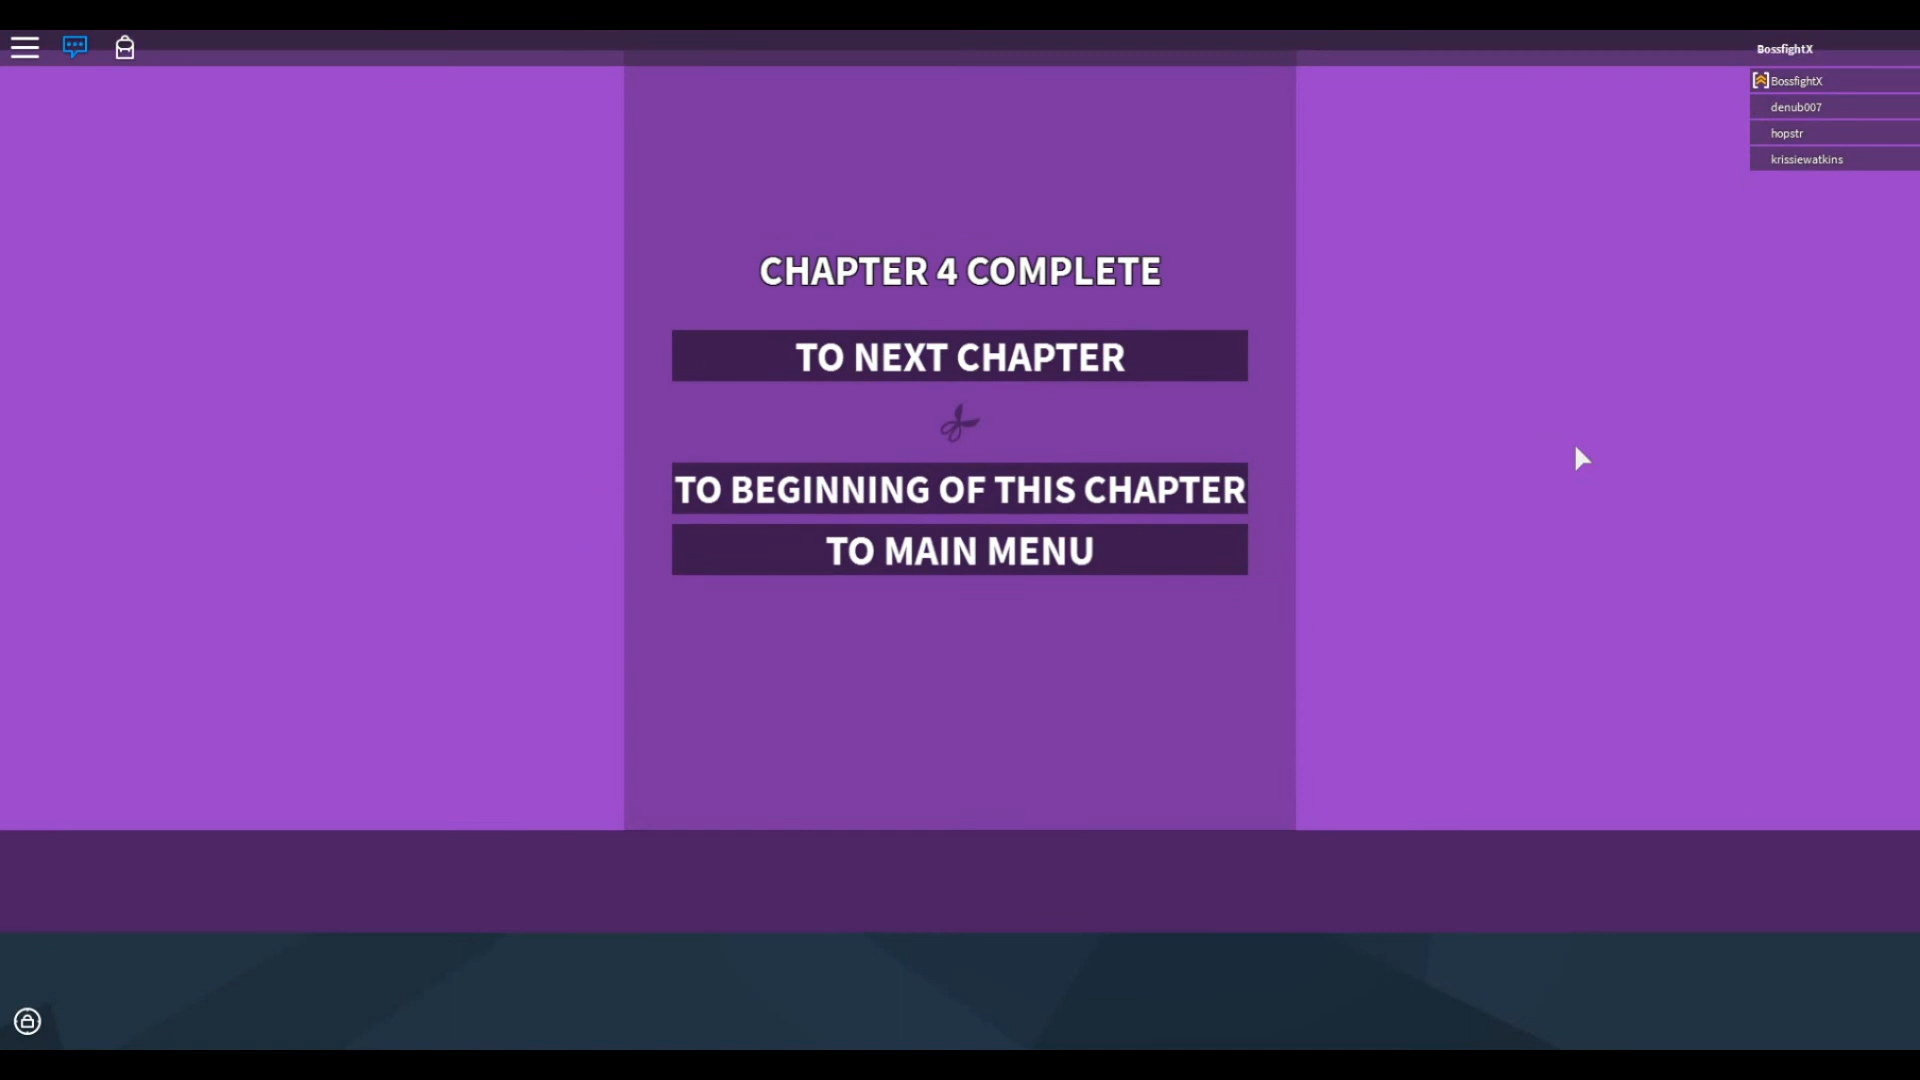 BossfightX
BossfightX
denub007
hopstr
krissiewatkins
CHAPTER 4 COMPLETE
TO NEXT CHAPTER
TO BEGINNING OF THIS CHAPTER
TO MAIN MENU